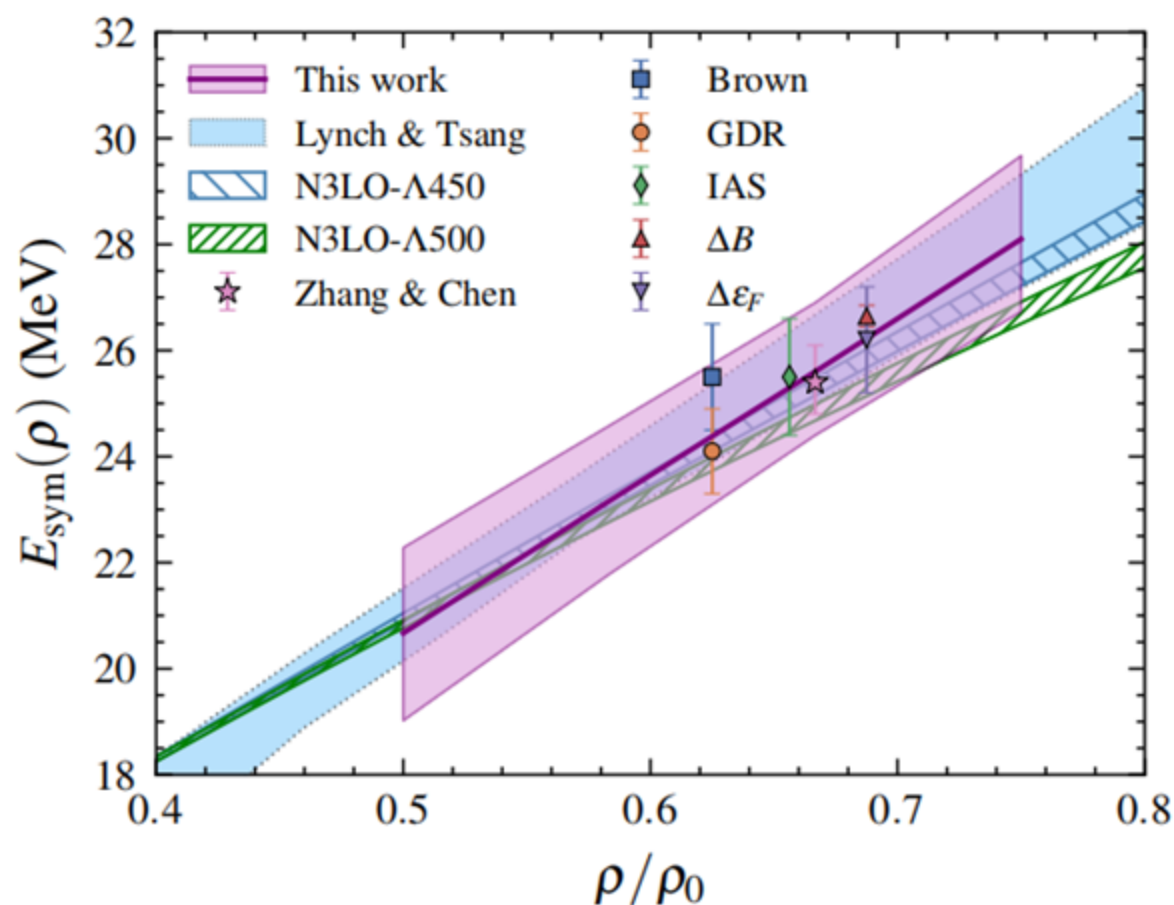 32
30
28
26
24
22
20
18
E_sym(ρ) (MeV)
This work
Lynch & Tsang
N3LO-Λ450
N3LO-Λ500
Zhang & Chen
Brown
GDR
IAS
ΔB
Δε_F
0.4 0.5 0.6 0.7 0.8
ρ/ρ₀